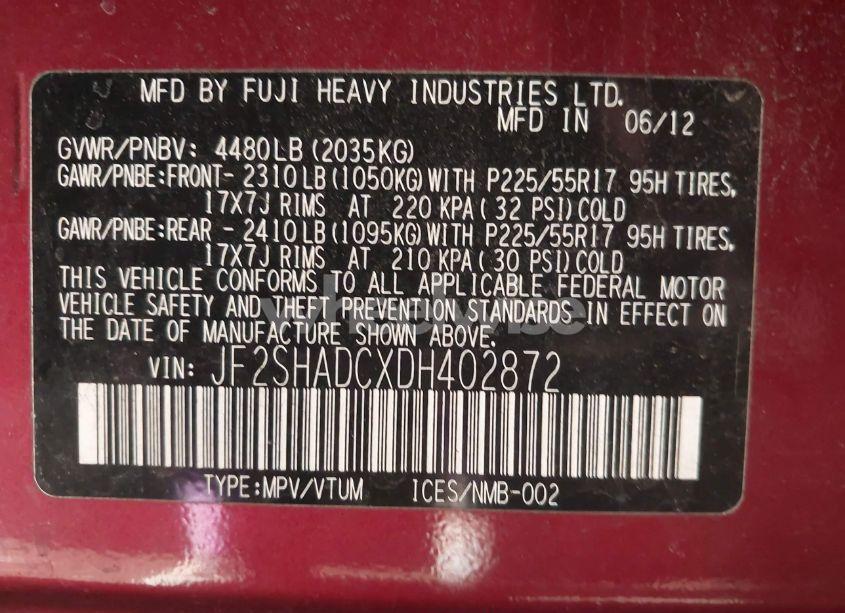 MFD BY FUJI HEAVY INDUSTRIES LTD.
MFD IN 06/12
GVWR/PNBV: 4480LB(2035KG)
GAWR/PNBE:FRONT- 2310LB(1050KG)WITH P225/55R17 95H TIRES,
17X7J RIMS AT 220 KPA( 32 PSI)COLD
GAWR/PNBE:REAR - 2410LB(1095KG)WITH P225/55R17 95H TIRES,
17X7J RIMS AT 210 KPA( 30 PSI)COLD
THIS VEHICLE CONFORMS TO ALL APPLICABLE FEDERAL MOTOR
VEHICLE SAFETY AND THEFT PREVENTION STANDARDS IN EFFECT ON
THE DATE OF MANUFACTURE SHOWN ABOVE.
VIN: JF2SHADCXDH402872
TYPE:MPV/VTUM ICES/NMB-002